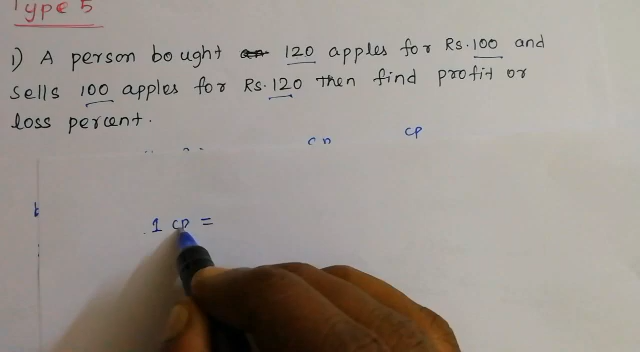 Type 5
1) A person bought 120 apples for Rs.100 and
sells 100 apples for Rs.120 then find profit or
loss percent.
CP
1 CP =